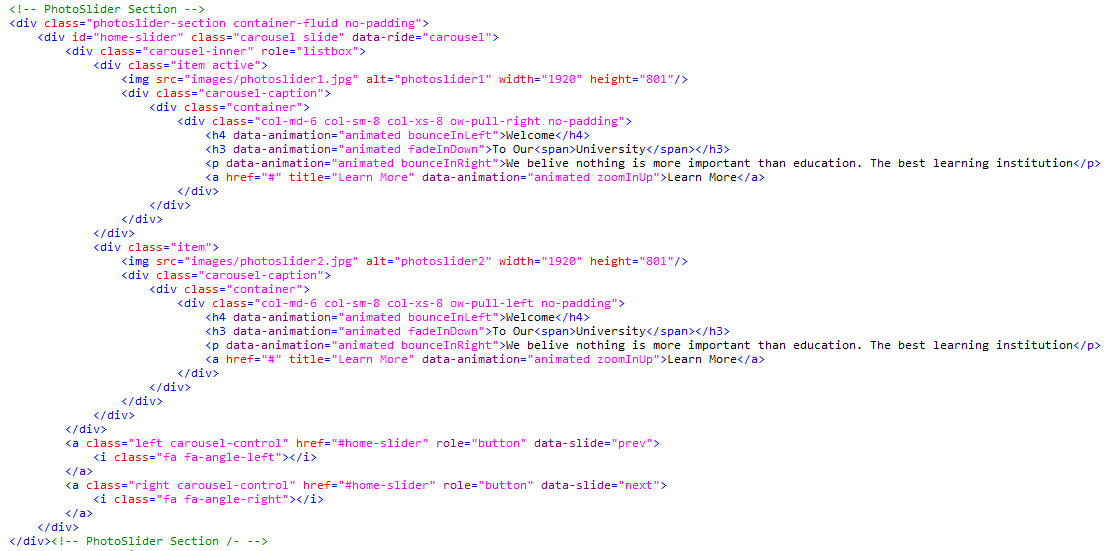 <!-- PhotoSlider Section -->
<div class="photoslider-section container-fluid no-padding">
    <div id="home-slider" class="carousel slide" data-ride="carousel">
        <div class="carousel-inner" role="listbox">
            <div class="item active">
                <img src="images/photoslider1.jpg" alt="photoslider1" width="1920" height="801"/>
                <div class="carousel-caption">
                    <div class="container">
                        <div class="col-md-6 col-sm-8 col-xs-8 ow-pull-right no-padding">
                            <h4 data-animation="animated bounceInLeft">Welcome</h4>
                            <h3 data-animation="animated fadeInDown">To Our<span>University</span></h3>
                            <p data-animation="animated bounceInRight">We belive nothing is more important than education. The best learning institution</p>
                            <a href="#" title="Learn More" data-animation="animated zoomInUp">Learn More</a>
                        </div>
                    </div>
                </div>
            </div>
            <div class="item">
                <img src="images/photoslider2.jpg" alt="photoslider2" width="1920" height="801"/>
                <div class="carousel-caption">
                    <div class="container">
                        <div class="col-md-6 col-sm-8 col-xs-8 ow-pull-left no-padding">
                            <h4 data-animation="animated bounceInLeft">Welcome</h4>
                            <h3 data-animation="animated fadeInDown">To Our<span>University</span></h3>
                            <p data-animation="animated bounceInRight">We belive nothing is more important than education. The best learning institution</p>
                            <a href="#" title="Learn More" data-animation="animated zoomInUp">Learn More</a>
                        </div>
                    </div>
                </div>
            </div>
        </div>
        <a class="left carousel-control" href="#home-slider" role="button" data-slide="prev">
            <i class="fa fa-angle-left"></i>
        </a>
        <a class="right carousel-control" href="#home-slider" role="button" data-slide="next">
            <i class="fa fa-angle-right"></i>
        </a>
    </div>
</div><!-- PhotoSlider Section /- -->